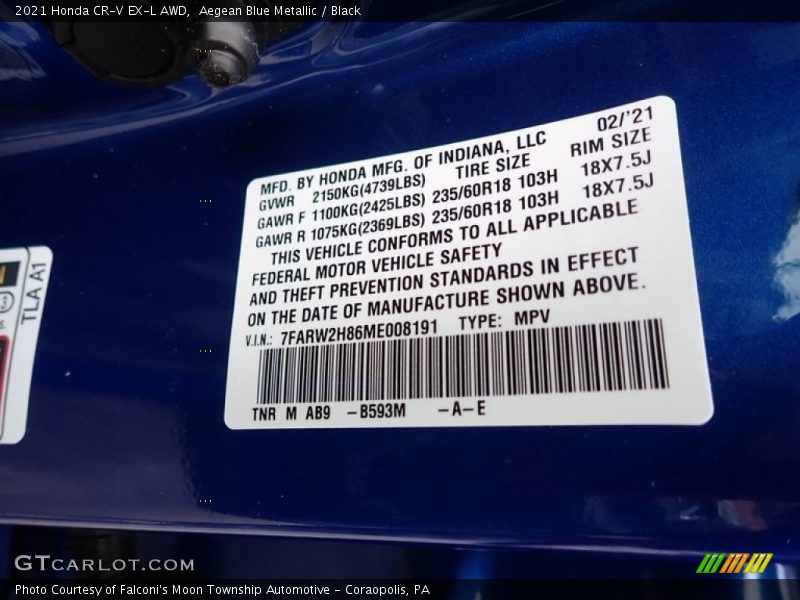 2021 Honda CR-V EX-L AWD, Aegean Blue Metallic / Black
MFD. BY HONDA MFG. OF INDIANA, LLC 02/'21
GVWR 2150KG(4739LBS) TIRE SIZE RIM SIZE
GAWR F 1100KG(2425LBS) 235/60R18 103H 18X7.5J
GAWR R 1075KG(2369LBS) 235/60R18 103H 18X7.5J
THIS VEHICLE CONFORMS TO ALL APPLICABLE
FEDERAL MOTOR VEHICLE SAFETY
AND THEFT PREVENTION STANDARDS IN EFFECT
ON THE DATE OF MANUFACTURE SHOWN ABOVE.
V.I.N.: 7FARW2H86ME008191 TYPE: MPV
TNR M AB9 -B593M -A-E
TLA A1
GTCARLOT.COM
Photo Courtesy of Falconi's Moon Township Automotive - Coraopolis, PA